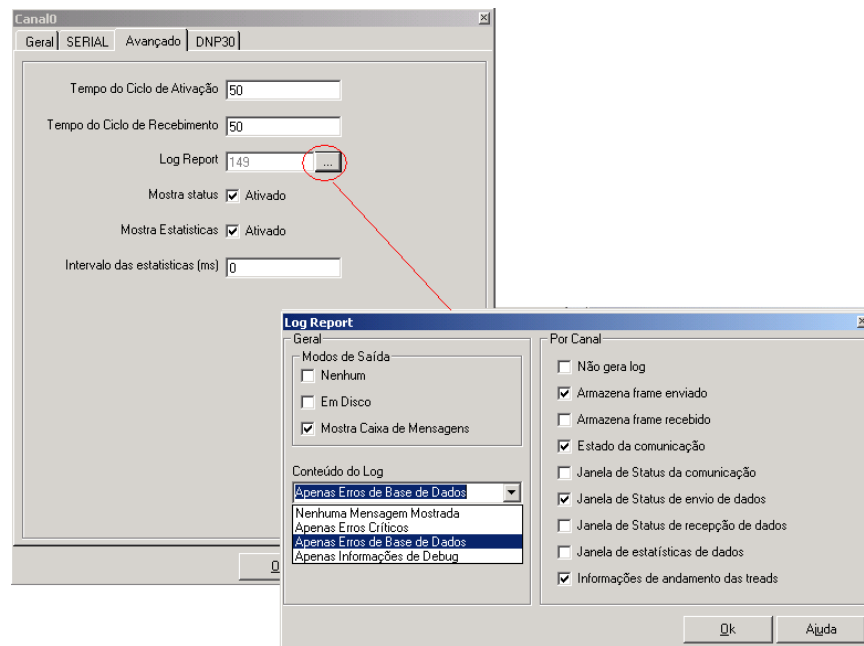 Canal0
Geral SERIAL Avançado DNP30
Tempo do Ciclo de Ativação 50
Tempo do Ciclo de Recebimento 50
Log Report 149 ...
Mostra status Ativado
Mostra Estatisticas Ativado
Intervalo das estatisticas (ms) 0
O
Log Report
Geral
Modos de Saída
Nenhum
Em Disco
Mostra Caixa de Mensagens
Conteúdo do Log
Apenas Erros de Base de Dados
Nenhuma Mensagem Mostrada
Apenas Erros Críticos
Apenas Erros de Base de Dados
Apenas Informações de Debug
Por Canal
Não gera log
Armazena frame enviado
Armazena frame recebido
Estado da comunicação
Janela de Status da comunicação
Janela de Status de envio de dados
Janela de Status de recepção de dados
Janela de estatísticas de dados
Informações de andamento das treads
Ok Ajuda